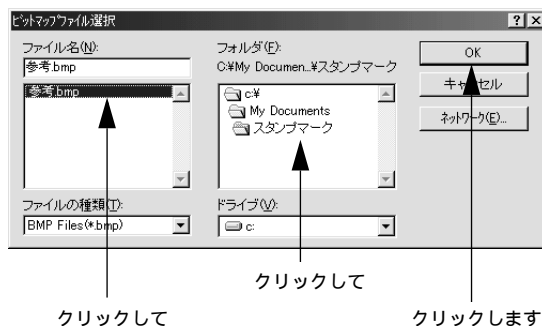 ビットマップファイル選択
ファイル名(N):
参考.bmp
参考.bmp
フォルダ(F):
C:¥My Documen..¥スタンプマーク
c:¥
My Documents
スタンプマーク
OK
キャンセル
ネットワーク(E)...
ファイルの種類(T):
BMP Files(*.bmp)
ドライブ(V):
c:
クリックして
クリックして
クリックします